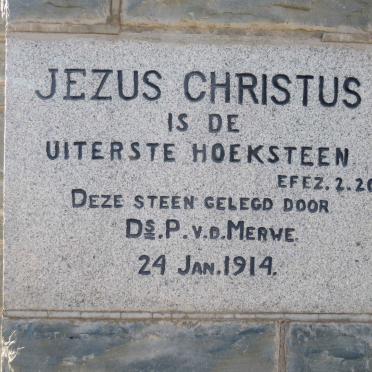 JEZUS CHRISTUS
IS DE
UITERSTE HOEKSTEEN
EFEZ. 2. 20
DEZE STEEN GELEGD DOOR
DS. P. V. D. MERWE.
24 JAN. 1914.